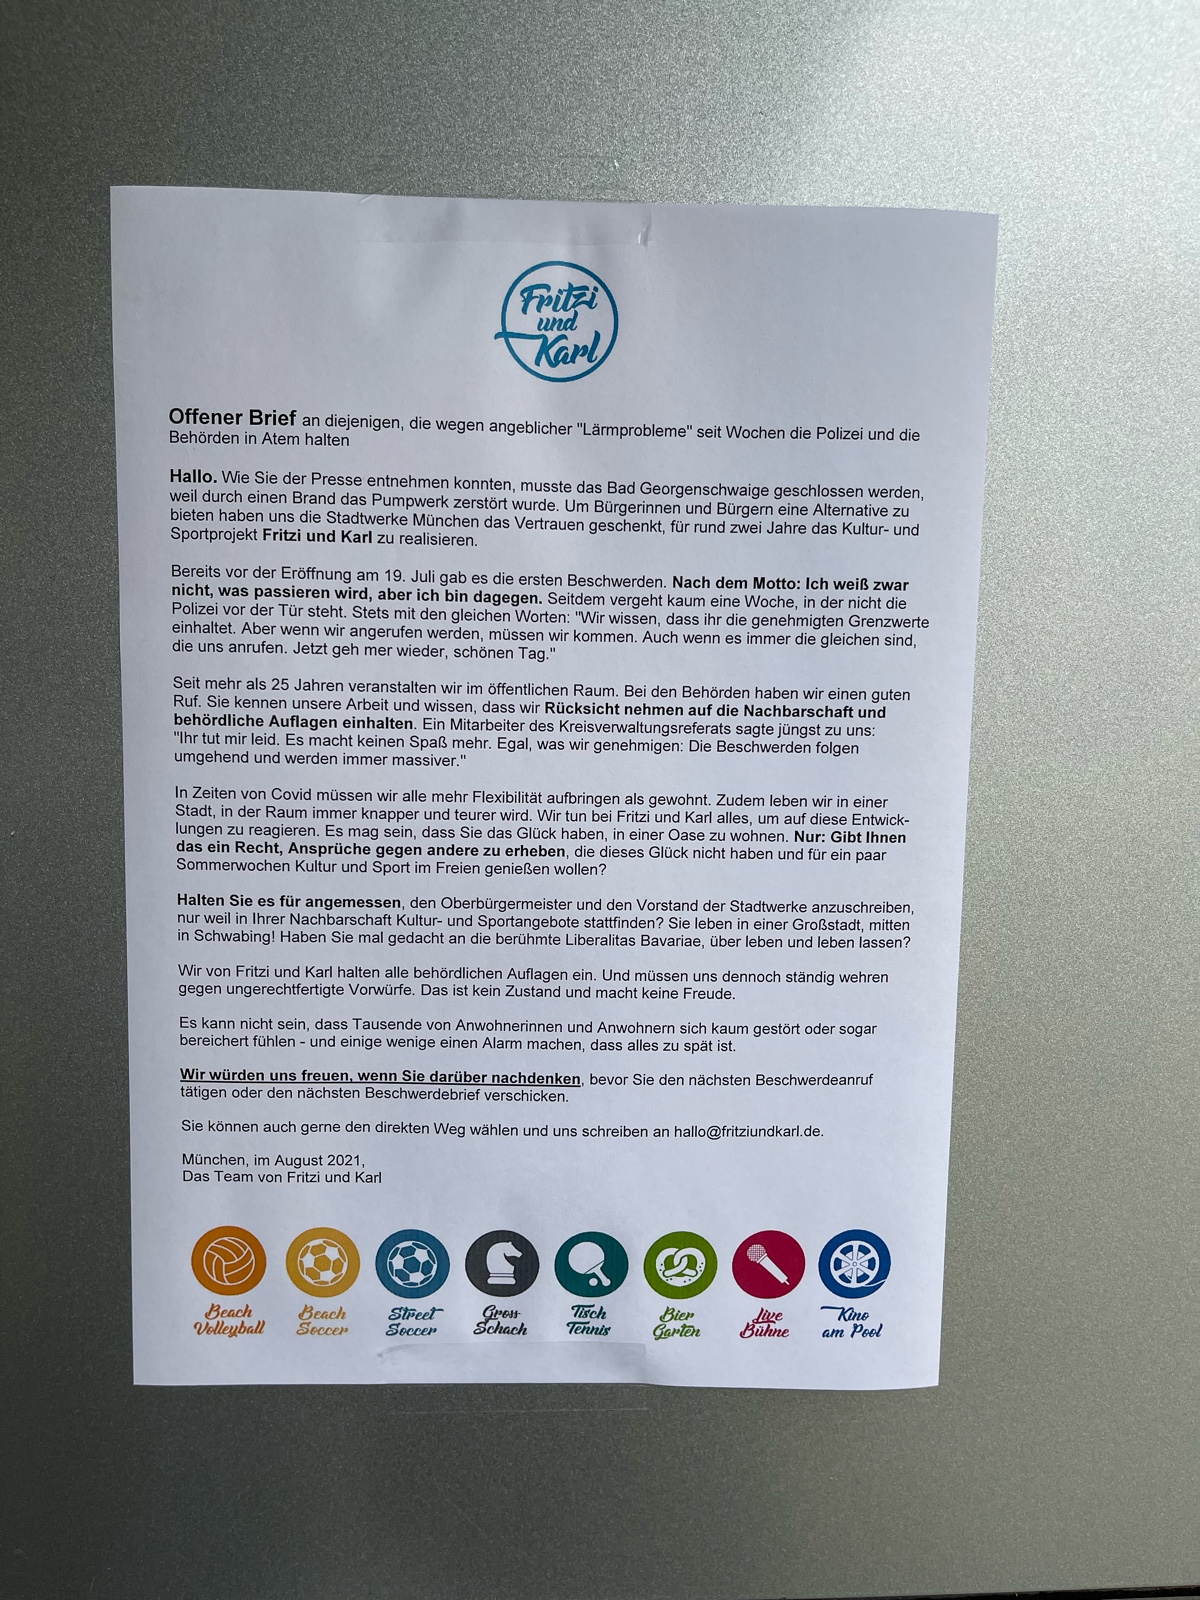 Fritzi
und
Karl
Offener Brief an diejenigen, die wegen angeblicher "Lärmprobleme" seit Wochen die Polizei und die
Behörden in Atem halten
Hallo. Wie Sie der Presse entnehmen konnten, musste das Bad Georgenschwaige geschlossen werden,
weil durch einen Brand das Pumpwerk zerstört wurde. Um Bürgerinnen und Bürgern eine Alternative zu
bieten haben uns die Stadtwerke München das Vertrauen geschenkt, für rund zwei Jahre das Kultur- und
Sportprojekt Fritzi und Karl zu realisieren.
Bereits vor der Eröffnung am 19. Juli gab es die ersten Beschwerden. Nach dem Motto: Ich weiß zwar
nicht, was passieren wird, aber ich bin dagegen. Seitdem vergeht kaum eine Woche, in der nicht die
Polizei vor der Tür steht. Stets mit den gleichen Worten: "Wir wissen, dass ihr die genehmigten Grenzwerte
einhaltet. Aber wenn wir angerufen werden, müssen wir kommen. Auch wenn es immer die gleichen sind,
die uns anrufen. Jetzt geh mer wieder, schönen Tag."
Seit mehr als 25 Jahren veranstalten wir im öffentlichen Raum. Bei den Behörden haben wir einen guten
Ruf. Sie kennen unsere Arbeit und wissen, dass wir Rücksicht nehmen auf die Nachbarschaft und
behördliche Auflagen einhalten. Ein Mitarbeiter des Kreisverwaltungsreferats sagte jüngst zu uns:
"Ihr tut mir leid. Es macht keinen Spaß mehr. Egal, was wir genehmigen: Die Beschwerden folgen
umgehend und werden immer massiver."
In Zeiten von Covid müssen wir alle mehr Flexibilität aufbringen als gewohnt. Zudem leben wir in einer
Stadt, in der Raum immer knapper und teurer wird. Wir tun bei Fritzi und Karl alles, um auf diese Entwick-
lungen zu reagieren. Es mag sein, dass Sie das Glück haben, in einer Oase zu wohnen. Nur: Gibt Ihnen
das ein Recht, Ansprüche gegen andere zu erheben, die dieses Glück nicht haben und für ein paar
Sommerwochen Kultur und Sport im Freien genießen wollen?
Halten Sie es für angemessen, den Oberbürgermeister und den Vorstand der Stadtwerke anzuschreiben,
nur weil in Ihrer Nachbarschaft Kultur- und Sportangebote stattfinden? Sie leben in einer Großstadt, mitten
in Schwabing! Haben Sie mal gedacht an die berühmte Liberalitas Bavariae, über leben und leben lassen?
Wir von Fritzi und Karl halten alle behördlichen Auflagen ein. Und müssen uns dennoch ständig wehren
gegen ungerechtfertigte Vorwürfe. Das ist kein Zustand und macht keine Freude.
Es kann nicht sein, dass Tausende von Anwohnerinnen und Anwohnern sich kaum gestört oder sogar
bereichert fühlen - und einige wenige einen Alarm machen, dass alles zu spät ist.
Wir würden uns freuen, wenn Sie darüber nachdenken, bevor Sie den nächsten Beschwerdeanruf
tätigen oder den nächsten Beschwerdebrief verschicken.
Sie können auch gerne den direkten Weg wählen und uns schreiben an hallo@fritziundkarl.de.
München, im August 2021,
Das Team von Fritzi und Karl
Beach
Volleyball
Beach
Soccer
Street
Soccer
Gross
Schach
Tisch
Tennis
Bier
Garten
Live
Bühne
Kino
am Pool